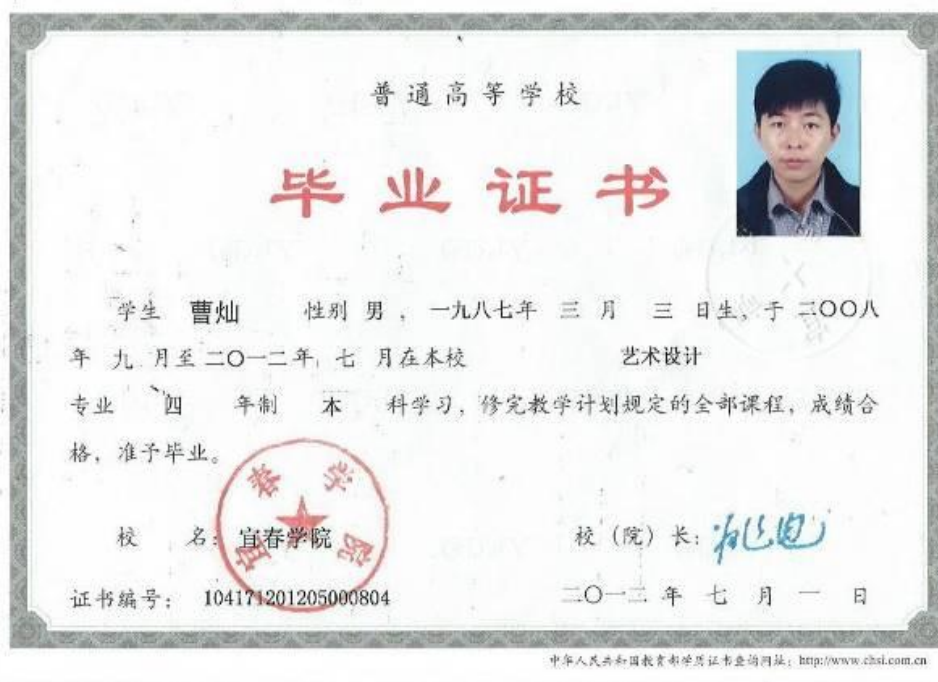 普通高等学校
毕业证书
学生 曹灿 性别 男 ，一九八七年 三 月 三 日生，于 二〇〇八
年 九 月至 二〇一二年 七 月在本校 艺术设计
专业 四 年制 本 科学习，修完教学计划规定的全部课程，成绩合
格，准予毕业。
宜春学院
校 名：宜春学院 校（院）长：
证书编号： 104171201205000804 二〇一二 年 七 月 一 日
中华人民共和国教育部学历证书查询网址：http://www.chsi.com.cn